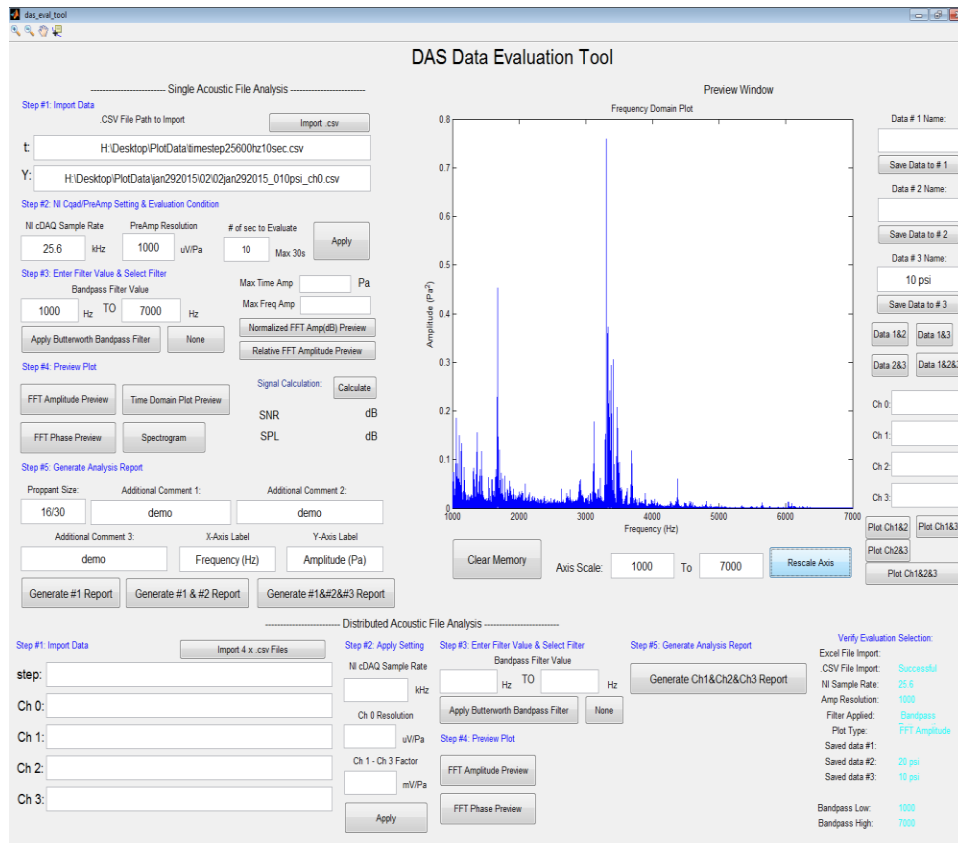 das_eval_tool
DAS Data Evaluation Tool
------------------------- Single Acoustic File Analysis -------------------------
Step #1: Import Data
.CSV File Path to Import
Import .csv
t:
H:\Desktop\PlotData\timestep25600hz10sec.csv
Y:
H:\Desktop\PlotData\jan292015\02\02jan292015_010psi_ch0.csv
Step #2: NI Cqad/PreAmp Setting & Evaluation Condition
NI cDAQ Sample Rate
PreAmp Resolution
# of sec to Evaluate
25.6 kHz
1000 uV/Pa
10 Max 30s
Apply
Step #3: Enter Filter Value & Select Filter
Bandpass Filter Value
1000 Hz TO 7000 Hz
Apply Butterworth Bandpass Filter
None
Max Time Amp Pa
Max Freq Amp
Normalized FFT Amp(dB) Preview
Relative FFT Amplitude Preview
Step #4: Preview Plot
FFT Amplitude Preview
Time Domain Plot Preview
FFT Phase Preview
Spectrogram
Signal Calculation:
Calculate
SNR dB
SPL dB
Step #5: Generate Analysis Report
Proppant Size:
Additional Comment 1:
Additional Comment 2:
16/30
demo
demo
Additional Comment 3:
X-Axis Label
Y-Axis Label
demo
Frequency (Hz)
Amplitude (Pa)
Generate #1 Report
Generate #1 & #2 Report
Generate #1&#2&#3 Report
Preview Window
Frequency Domain Plot
Amplitude (Pa²)
0.8
0.7
0.6
0.5
0.4
0.3
0.2
0.1
0
1000 2000 3000 4000 5000 6000 7000
Frequency (Hz)
Clear Memory
Axis Scale: 1000 To 7000
Rescale Axis
Data # 1 Name:
Save Data to # 1
Data # 2 Name:
Save Data to # 2
Data # 3 Name:
10 psi
Save Data to # 3
Data 1&2
Data 1&3
Data 2&3
Data 1&2&3
Ch 0:
Ch 1:
Ch 2:
Ch 3:
Plot Ch1&2
Plot Ch1&3
Plot Ch2&3
Plot Ch1&2&3
------------------------- Distributed Acoustic File Analysis -------------------------
Step #1: Import Data
Import 4 x .csv Files
step:
Ch 0:
Ch 1:
Ch 2:
Ch 3:
Step #2: Apply Setting
NI cDAQ Sample Rate
kHz
Ch 0 Resolution
uV/Pa
Ch 1 - Ch 3 Factor
mV/Pa
Apply
Step #3: Enter Filter Value & Select Filter
Bandpass Filter Value
Hz TO Hz
Apply Butterworth Bandpass Filter
None
Step #4: Preview Plot
FFT Amplitude Preview
FFT Phase Preview
Step #5: Generate Analysis Report
Generate Ch1&Ch2&Ch3 Report
Verify Evaluation Selection:
Excel File Import:
.CSV File Import: Successful
NI Sample Rate: 25.6
Amp Resolution: 1000
Filter Applied: Bandpass
Plot Type: FFT Amplitude
Saved data #1:
Saved data #2: 20 psi
Saved data #3: 10 psi
Bandpass Low: 1000
Bandpass High: 7000